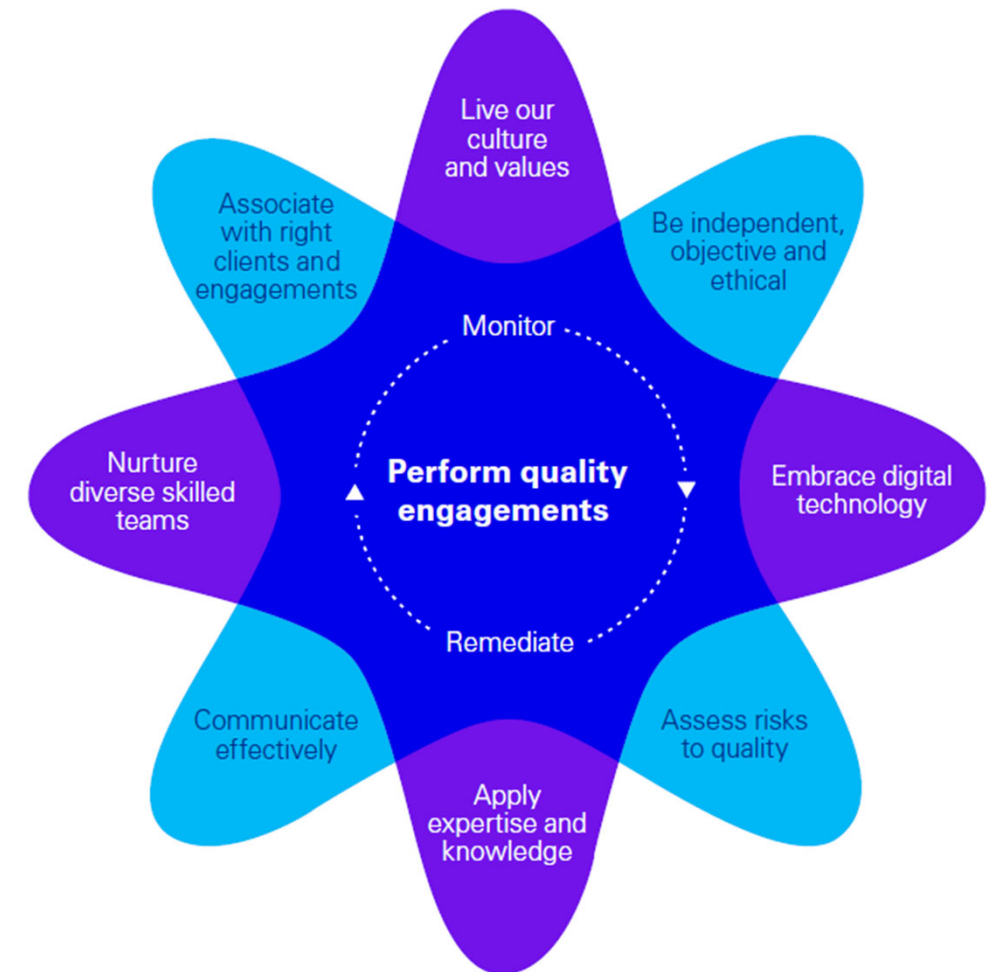 Live our
culture
and values
Be independent,
objective and
ethical
Embrace digital
technology
Assess risks
to quality
Apply
expertise and
knowledge
Communicate
effectively
Nurture
diverse skilled
teams
Associate
with right
clients and
engagements
Monitor
Perform quality
engagements
Remediate